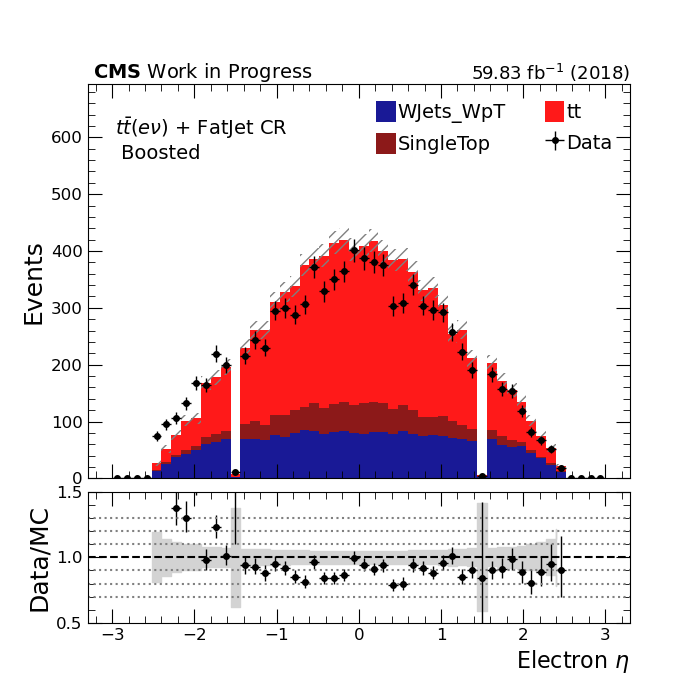 CMS Work in Progress 59.83 fb⁻¹ (2018)
tt̄(eν) + FatJet CR
Boosted
WJets_WpT tt
SingleTop Data
600
500
400
300
200
100
0
Events
1.5
1.0
0.5
Data/MC
−3 −2 −1 0 1 2 3
Electron η